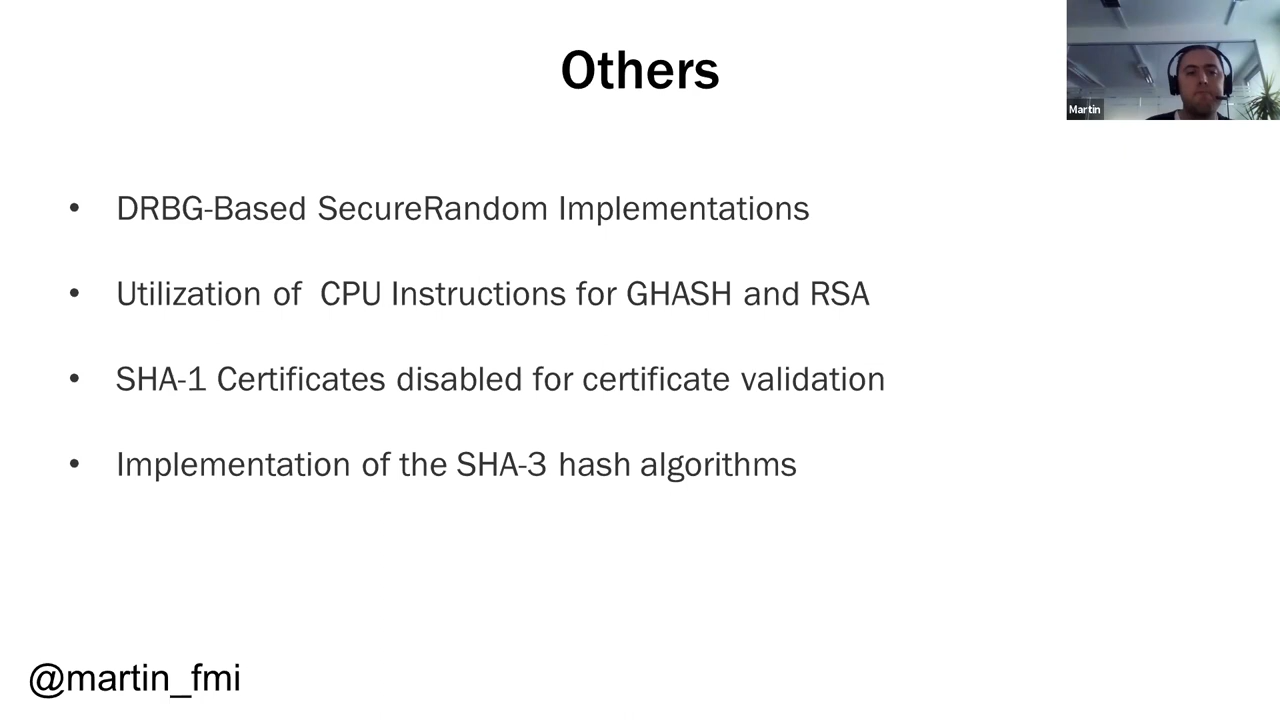 Others
Martin
• DRBG-Based SecureRandom Implementations
• Utilization of  CPU Instructions for GHASH and RSA
• SHA-1 Certificates disabled for certificate validation
• Implementation of the SHA-3 hash algorithms
@martin_fmi